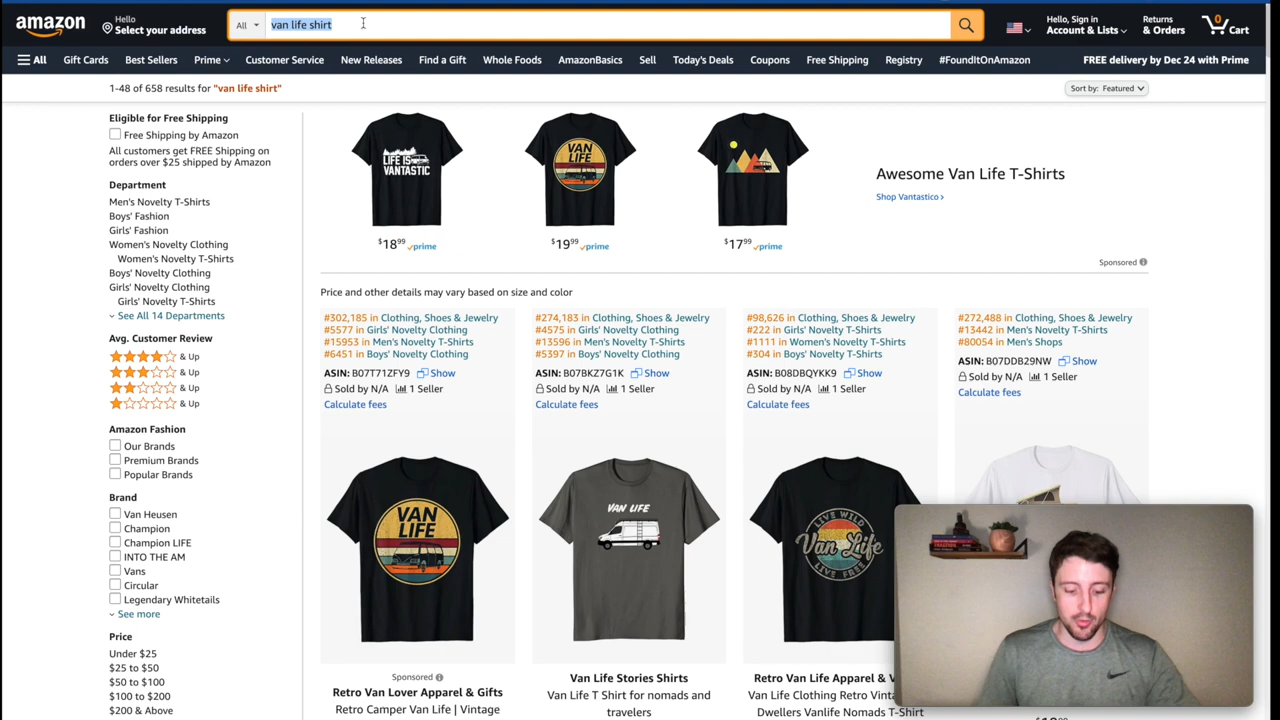 amazon
Hello
Select your address
All
van life shirt
Hello, Sign in
Account & Lists
Returns
& Orders
0
Cart
All
Gift Cards
Best Sellers
Prime
Customer Service
New Releases
Find a Gift
Whole Foods
AmazonBasics
Sell
Today's Deals
Coupons
Free Shipping
Registry
#FoundItOnAmazon
FREE delivery by Dec 24 with Prime
1-48 of 658 results for "van life shirt"
Sort by: Featured
Eligible for Free Shipping
Free Shipping by Amazon
All customers get FREE Shipping on
orders over $25 shipped by Amazon
Department
Men's Novelty T-Shirts
Boys' Fashion
Girls' Fashion
Women's Novelty Clothing
Women's Novelty T-Shirts
Boys' Novelty Clothing
Girls' Novelty Clothing
Girls' Novelty T-Shirts
See All 14 Departments
Avg. Customer Review
& Up
& Up
& Up
& Up
Amazon Fashion
Our Brands
Premium Brands
Popular Brands
Brand
Van Heusen
Champion
Champion LIFE
INTO THE AM
Vans
Circular
Legendary Whitetails
See more
Price
Under $25
$25 to $50
$50 to $100
$100 to $200
$200 & Above
LIFE IS
VANTASTIC
$18.99 prime
VAN
LIFE
$19.99 prime
$17.99 prime
Awesome Van Life T-Shirts
Shop Vantastico ›
Sponsored
Price and other details may vary based on size and color
#302,185 in Clothing, Shoes & Jewelry
#5577 in Girls' Novelty Clothing
#15953 in Men's Novelty T-Shirts
#6451 in Boys' Novelty Clothing
ASIN: B07T71ZFY9 Show
Sold by N/A 1 Seller
Calculate fees
VAN
LIFE
Sponsored
Retro Van Lover Apparel & Gifts
Retro Camper Van Life | Vintage
#274,183 in Clothing, Shoes & Jewelry
#4575 in Girls' Novelty Clothing
#13596 in Men's Novelty T-Shirts
#5397 in Boys' Novelty Clothing
ASIN: B07BKZ7G1K Show
Sold by N/A 1 Seller
Calculate fees
VAN LIFE
Van Life Stories Shirts
Van Life T Shirt for nomads and
travelers
#98,626 in Clothing, Shoes & Jewelry
#222 in Girls' Novelty T-Shirts
#1111 in Women's Novelty T-Shirts
#304 in Boys' Novelty T-Shirts
ASIN: B08DBQYKK9 Show
Sold by N/A 1 Seller
Calculate fees
LIVE WILD
Van Life
LIVE FREE
Retro Van Life Apparel & V
Van Life Clothing Retro Vinta
Dwellers Vanlife Nomads T-Shirt
#272,488 in Clothing, Shoes & Jewelry
#13442 in Men's Novelty T-Shirts
#80054 in Men's Shops
ASIN: B07DDB29NW Show
Sold by N/A 1 Seller
Calculate fees